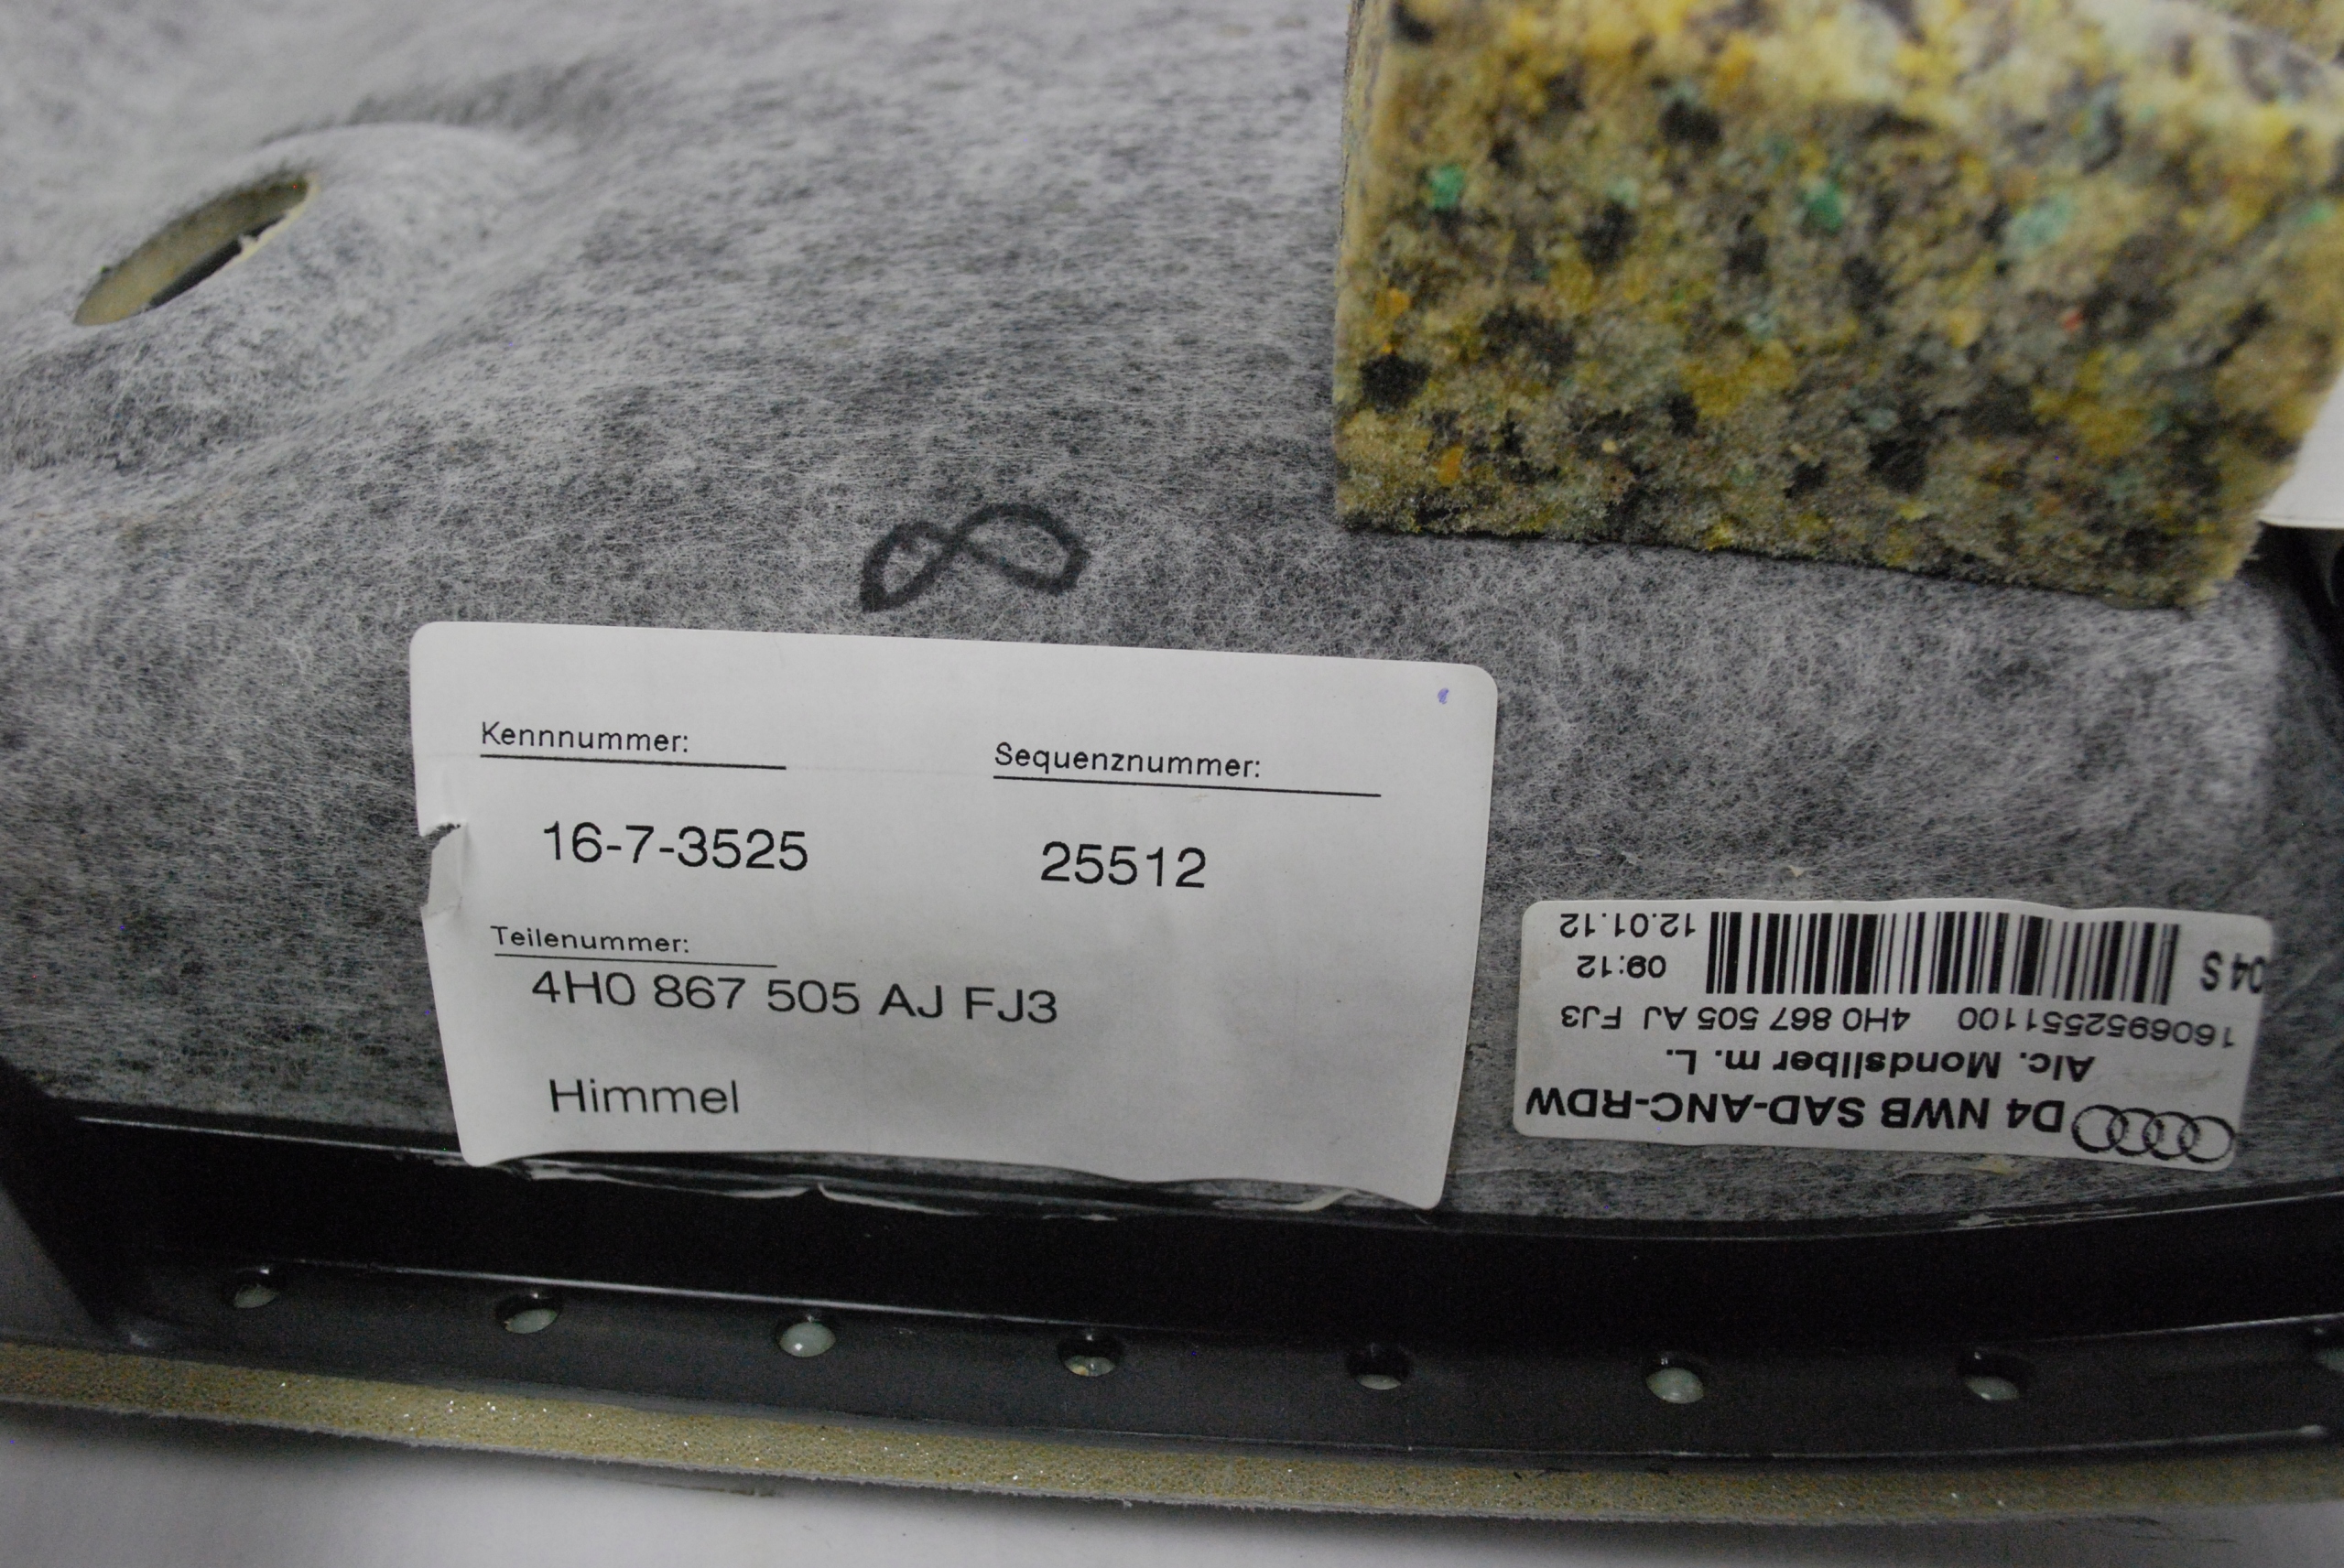 8
Kennnummer:
Sequenznummer:
16-7-3525
25512
Teilenummer:
4H0 867 505 AJ FJ3
Himmel
D4 NWB SAD-ANC-RDW
Alc. Mondsilber m. L.
1606952551100 4H0 867 505 AJ FJ3
04 S
09:12
12.01.12